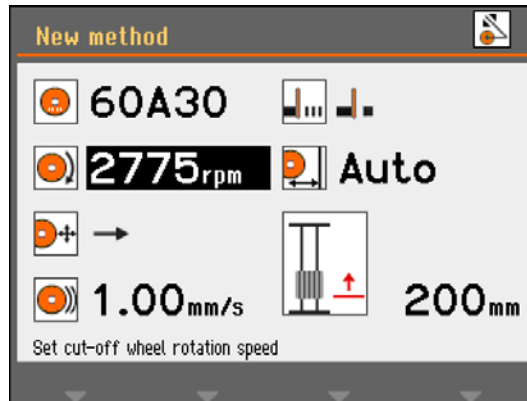 New method
60A30
2775rpm
Auto
1.00mm/s
200mm
Set cut-off wheel rotation speed